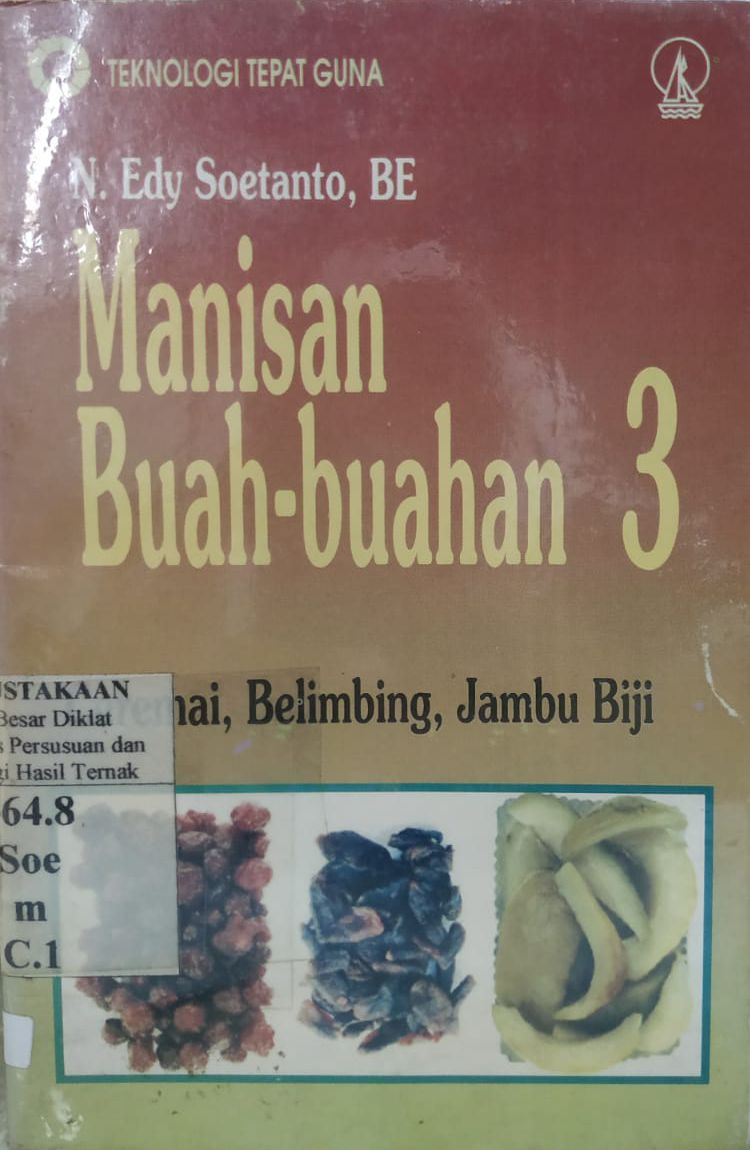 TEKNOLOGI TEPAT GUNA
N. Edy Soetanto, BE
Manisan
Buah-buahan 3
Belimbing, Jambu Biji
USTAKAAN
Besar Diklat
s Persusuan dan
gi Hasil Ternak
64.8
Soe
m
C.1